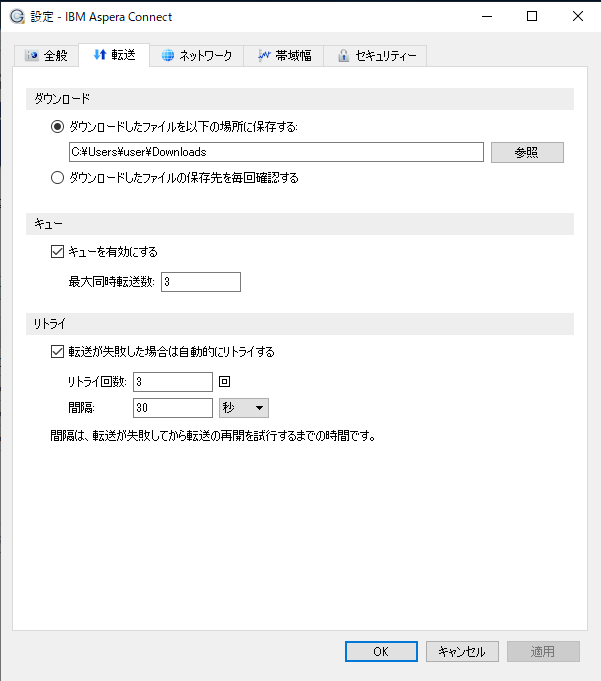 設定 - IBM Aspera Connect
全般 転送 ネットワーク 帯域幅 セキュリティー
ダウンロード
ダウンロードしたファイルを以下の場所に保存する:
C:¥Users¥user¥Downloads 参照
ダウンロードしたファイルの保存先を毎回確認する
キュー
キューを有効にする
最大同時転送数: 3
リトライ
転送が失敗した場合は自動的にリトライする
リトライ回数: 3 回
間隔: 30 秒
間隔は、転送が失敗してから転送の再開を試行するまでの時間です。
OK キャンセル 適用